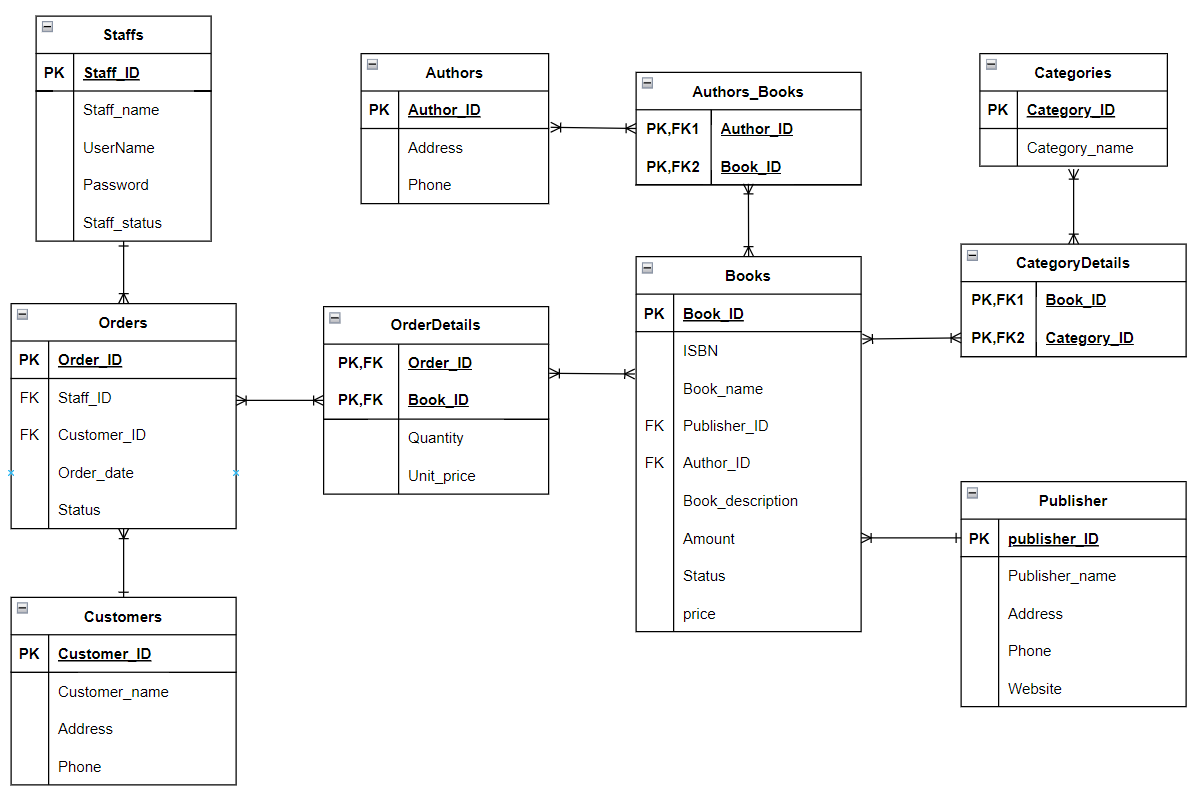 Staffs
PK Staff_ID
Staff_name
UserName
Password
Staff_status
Authors
PK Author_ID
Address
Phone
Authors_Books
PK,FK1 Author_ID
PK,FK2 Book_ID
Categories
PK Category_ID
Category_name
Orders
PK Order_ID
FK Staff_ID
FK Customer_ID
Order_date
Status
OrderDetails
PK,FK Order_ID
PK,FK Book_ID
Quantity
Unit_price
Books
PK Book_ID
ISBN
Book_name
FK Publisher_ID
FK Author_ID
Book_description
Amount
Status
price
CategoryDetails
PK,FK1 Book_ID
PK,FK2 Category_ID
Publisher
PK publisher_ID
Publisher_name
Address
Phone
Website
Customers
PK Customer_ID
Customer_name
Address
Phone